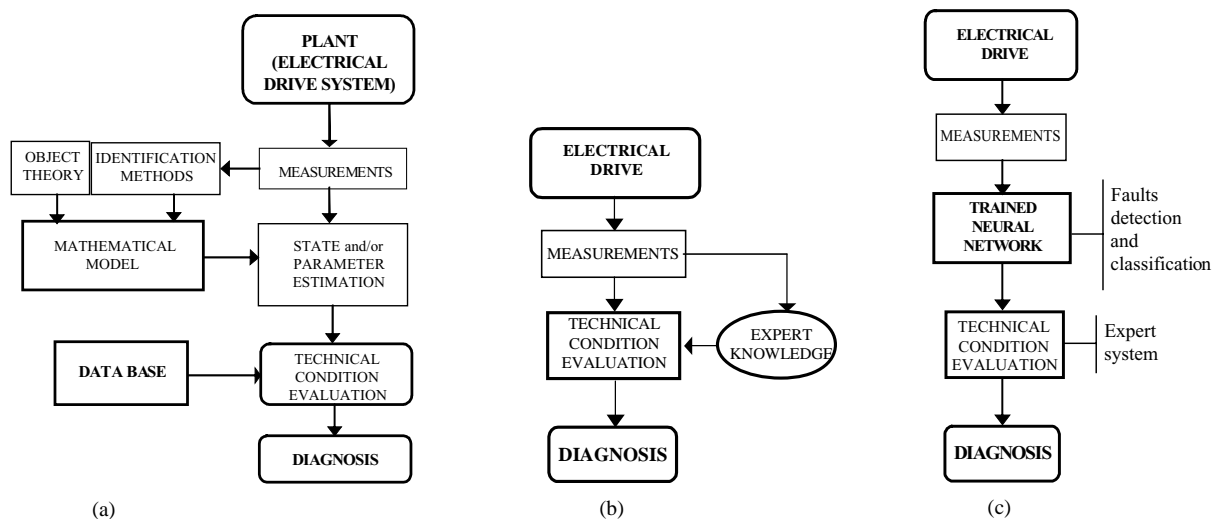 PLANT
(ELECTRICAL
DRIVE SYSTEM)
OBJECT
THEORY
IDENTIFICATION
METHODS
MEASUREMENTS
MATHEMATICAL
MODEL
STATE and/or
PARAMETER
ESTIMATION
DATA BASE
TECHNICAL
CONDITION
EVALUATION
DIAGNOSIS
(a)
ELECTRICAL
DRIVE
MEASUREMENTS
TECHNICAL
CONDITION
EVALUATION
EXPERT
KNOWLEDGE
DIAGNOSIS
(b)
ELECTRICAL
DRIVE
MEASUREMENTS
TRAINED
NEURAL
NETWORK
Faults
detection
and
classification
TECHNICAL
CONDITION
EVALUATION
Expert
system
DIAGNOSIS
(c)